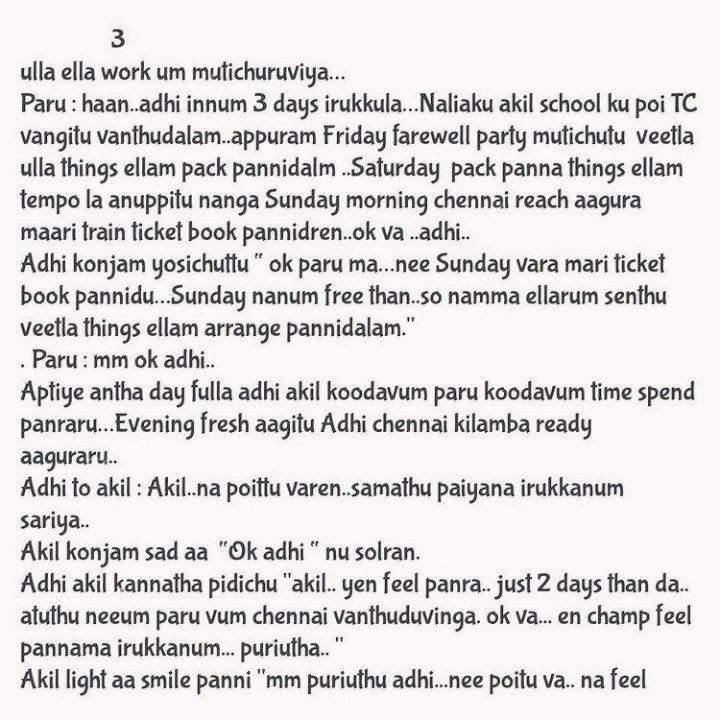 3
ulla ella work um mutichuruviya...
Paru : haan..adhi innum 3 days irukkula...Naliaku akil school ku poi TC
vangitu vanthudalam..appuram Friday farewell party mutichutu veetla
ulla things ellam pack pannidalm ..Saturday pack panna things ellam
tempo la anuppitu nanga Sunday morning chennai reach aagura
maari train ticket book pannidren..ok va ..adhi..
Adhi konjam yosichuttu " ok paru ma...nee Sunday vara mari ticket
book pannidu...Sunday nanum free than..so namma ellarum senthu
veetla things ellam arrange pannidalam."
. Paru : mm ok adhi..
Aptiye antha day fulla adhi akil koodavum paru koodavum time spend
panraru...Evening fresh aagitu Adhi chennai kilamba ready
aaguraru..
Adhi to akil : Akil..na poittu varen..samathu paiyana irukkanum
sariya..
Akil konjam sad aa "Ok adhi " nu solran.
Adhi akil kannatha pidichu "akil.. yen feel panra.. just 2 days than da..
atuthu neeum paru vum chennai vanthuduvinga. ok va... en champ feel
pannama irukkanum... puriutha.. "
Akil light aa smile panni "mm puriuthu adhi...nee poitu va.. na feel